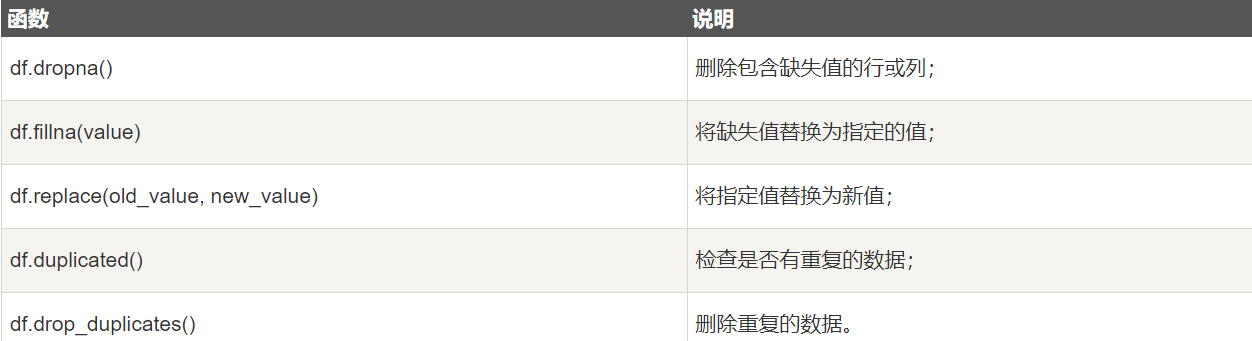 函数 说明
df.dropna() 删除包含缺失值的行或列；
df.fillna(value) 将缺失值替换为指定的值；
df.replace(old_value, new_value) 将指定值替换为新值；
df.duplicated() 检查是否有重复的数据；
df.drop_duplicates() 删除重复的数据。